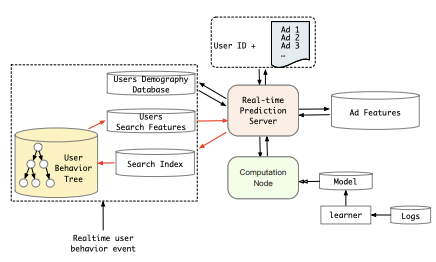 User ID +
Ad 1
Ad 2
Ad 3
…
Users Demography
Database
Users
Search Features
Search Index
User
Behavior
Tree
Real-time
Prediction
Server
Ad Features
Computation
Node
Model
learner
Logs
Realtime user
behavior event